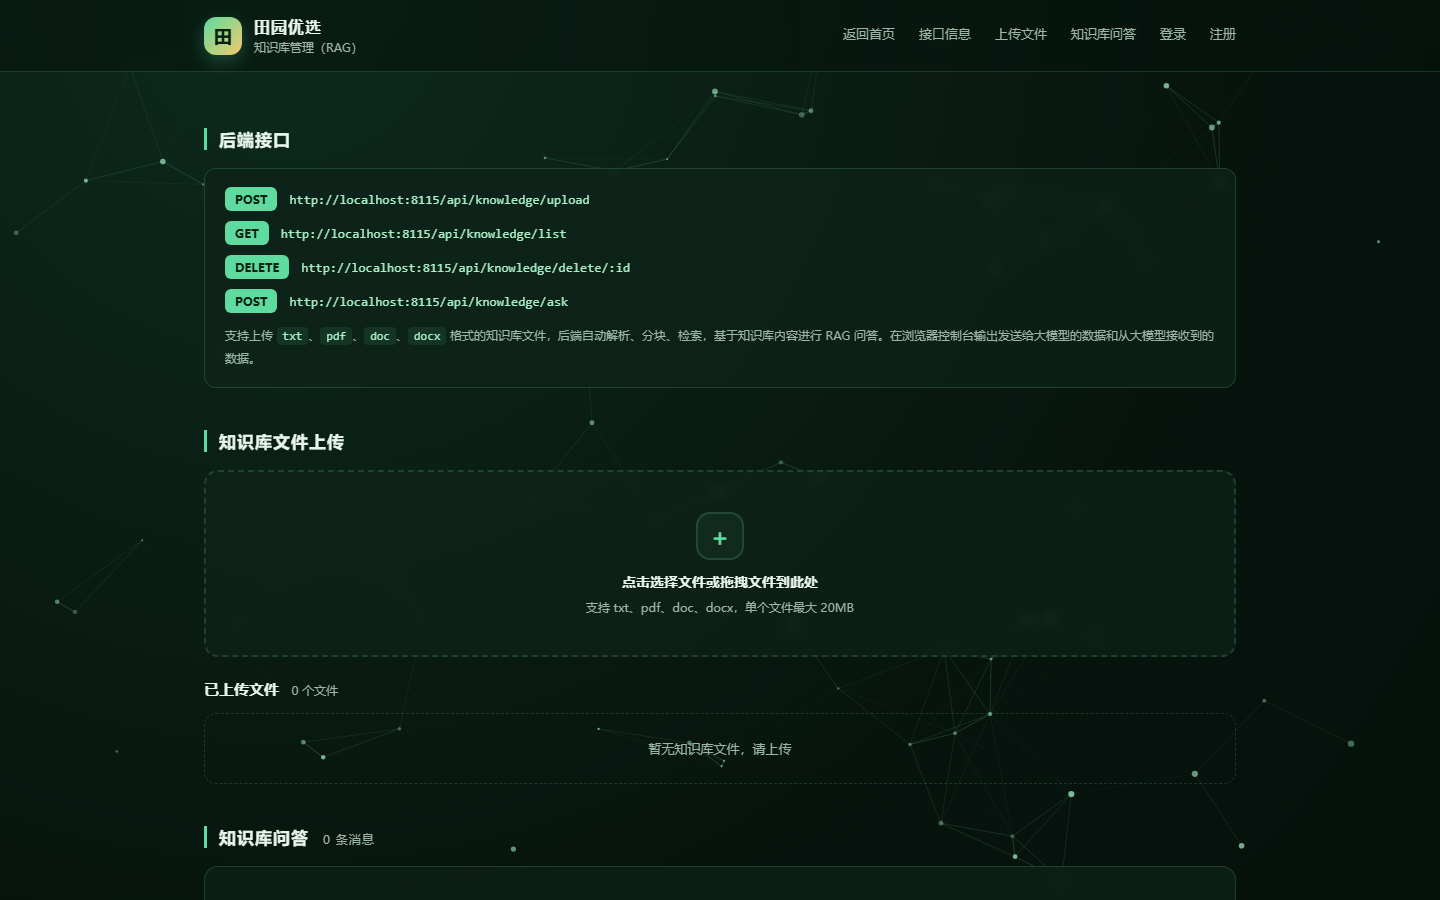 田
田园优选
知识库管理（RAG）
返回首页 接口信息 上传文件 知识库问答 登录 注册
后端接口
POST http://localhost:8115/api/knowledge/upload
GET http://localhost:8115/api/knowledge/list
DELETE http://localhost:8115/api/knowledge/delete/:id
POST http://localhost:8115/api/knowledge/ask
支持上传 txt、pdf、doc、docx 格式的知识库文件，后端自动解析、分块、检索，基于知识库内容进行 RAG 问答。在浏览器控制台输出发送给大模型的数据和从大模型接收到的
数据。
知识库文件上传
+
点击选择文件或拖拽文件到此处
支持 txt、pdf、doc、docx，单个文件最大 20MB
已上传文件 0 个文件
暂无知识库文件，请上传
知识库问答 0 条消息